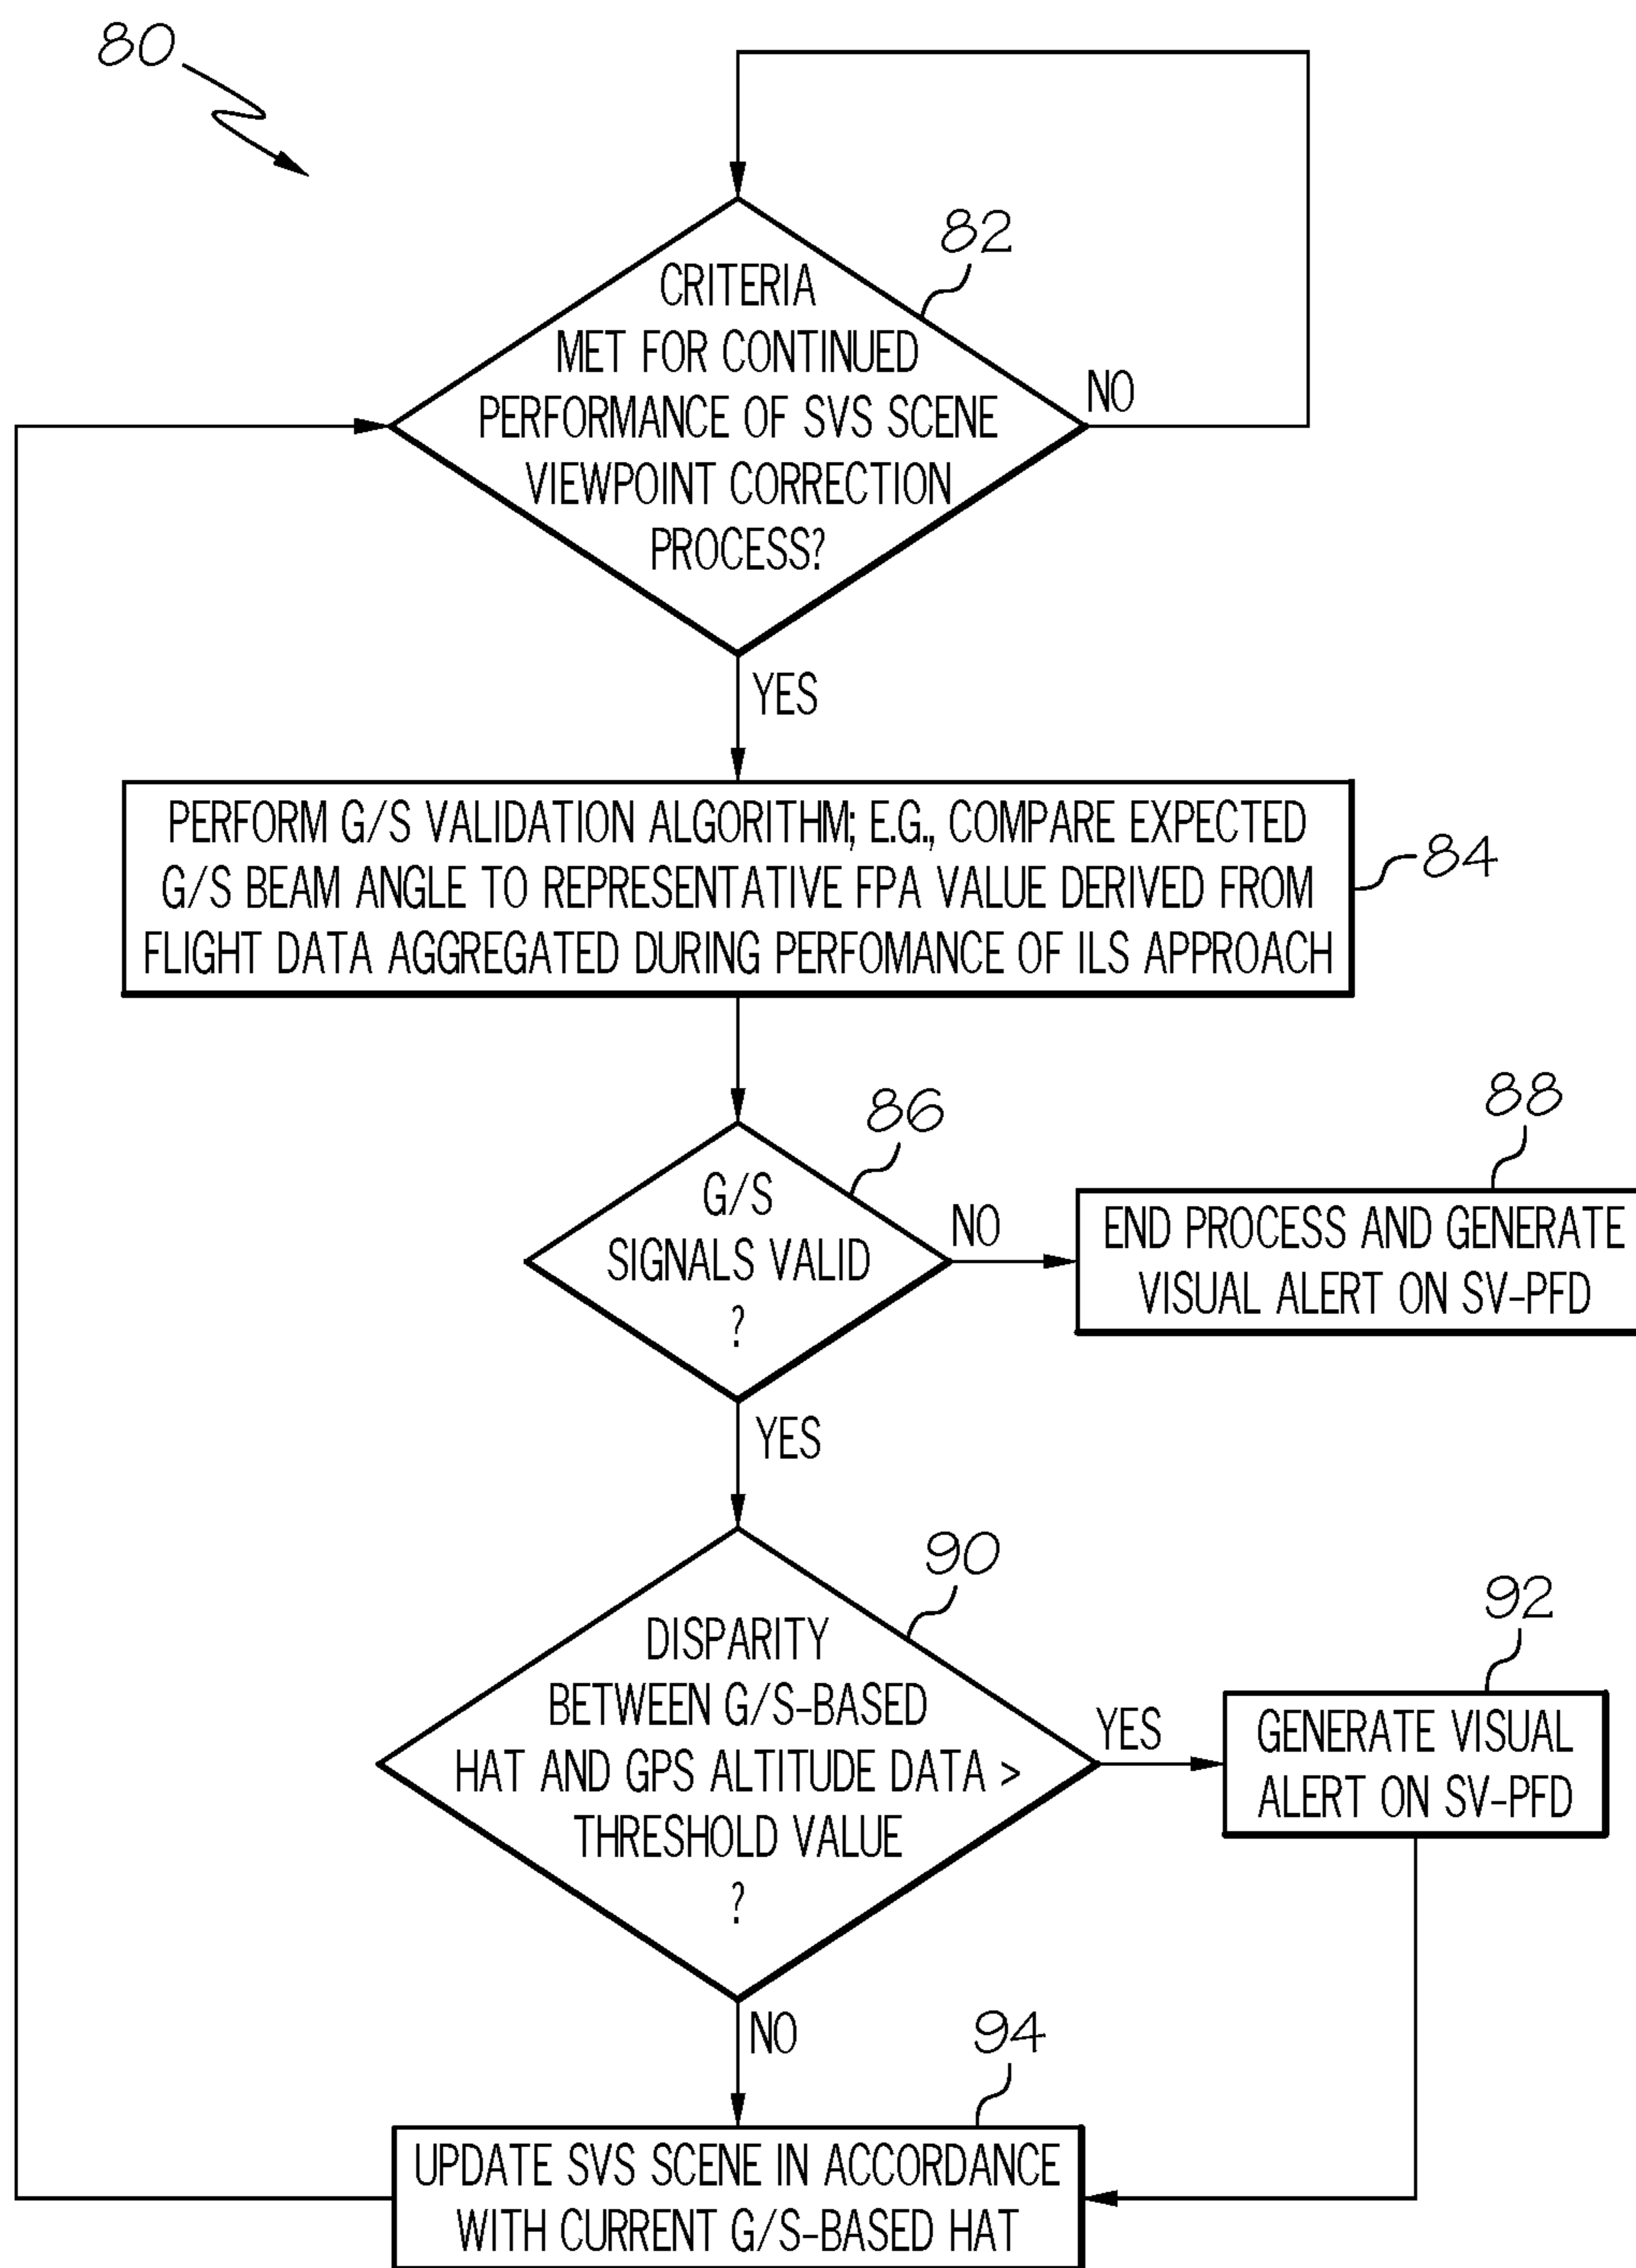 80
82
CRITERIA
MET FOR CONTINUED
PERFORMANCE OF SVS SCENE
VIEWPOINT CORRECTION
PROCESS?
NO
YES
PERFORM G/S VALIDATION ALGORITHM; E.G., COMPARE EXPECTED
G/S BEAM ANGLE TO REPRESENTATIVE FPA VALUE DERIVED FROM
FLIGHT DATA AGGREGATED DURING PERFOMANCE OF ILS APPROACH
84
86
G/S
SIGNALS VALID
?
NO
88
END PROCESS AND GENERATE
VISUAL ALERT ON SV-PFD
YES
90
DISPARITY
BETWEEN G/S-BASED
HAT AND GPS ALTITUDE DATA >
THRESHOLD VALUE
?
YES
92
GENERATE VISUAL
ALERT ON SV-PFD
NO
94
UPDATE SVS SCENE IN ACCORDANCE
WITH CURRENT G/S-BASED HAT